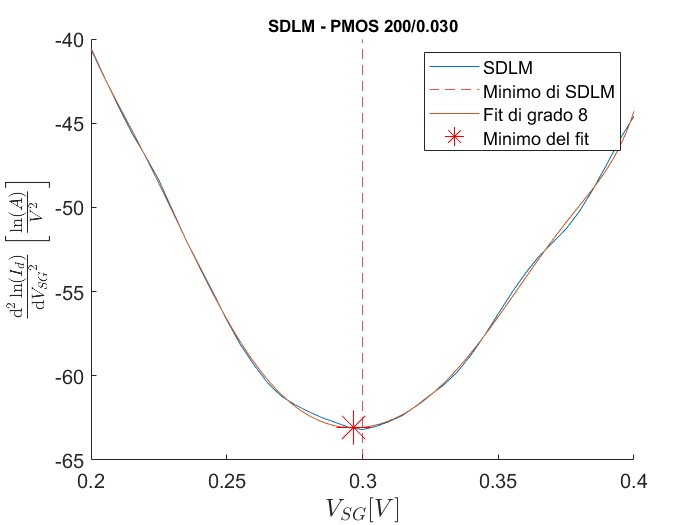 SDLM - PMOS 200/0.030
-40
-45
-50
-55
-60
-65
d² ln(I_d) / dV_SG² [ln(A) / V²]
SDLM
Minimo di SDLM
Fit di grado 8
Minimo del fit
0.2
0.25
0.3
0.35
0.4
V_SG[V]